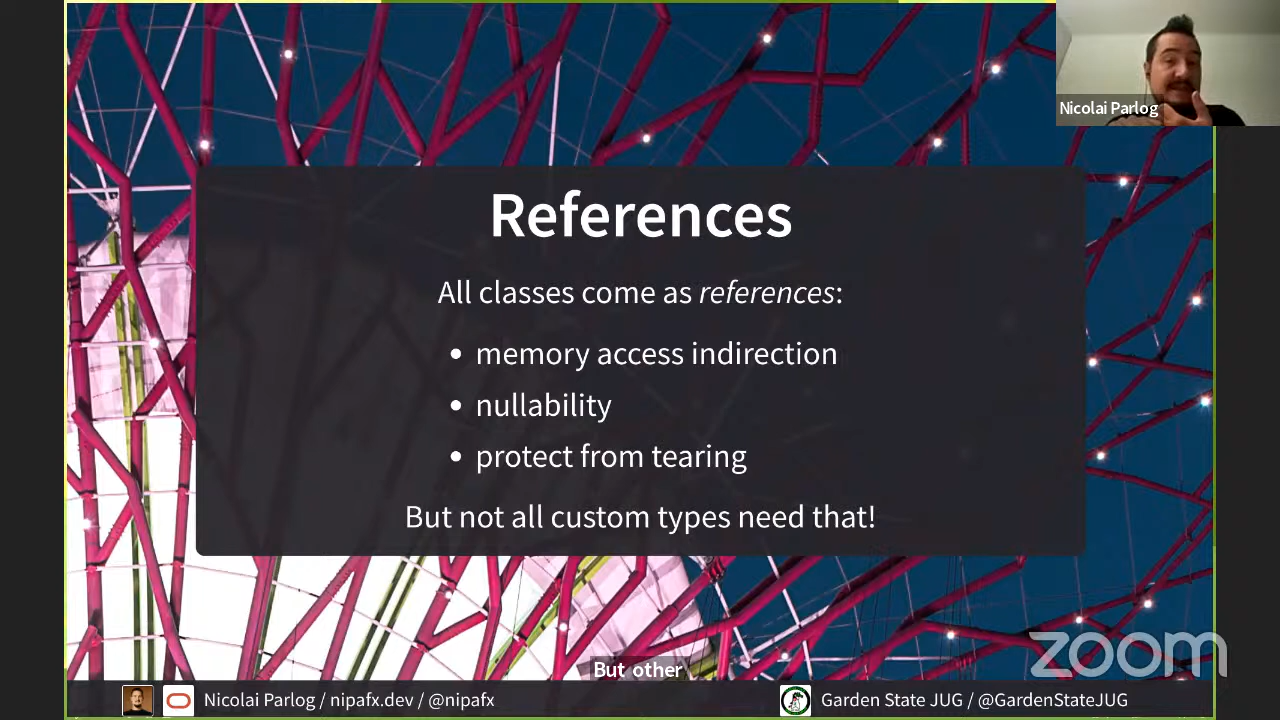 Nicolai Parlog
References
All classes come as references:
• memory access indirection
• nullability
• protect from tearing
But not all custom types need that!
zoom
But other
Nicolai Parlog / nipafx.dev / @nipafx
Garden State JUG / @GardenStateJUG